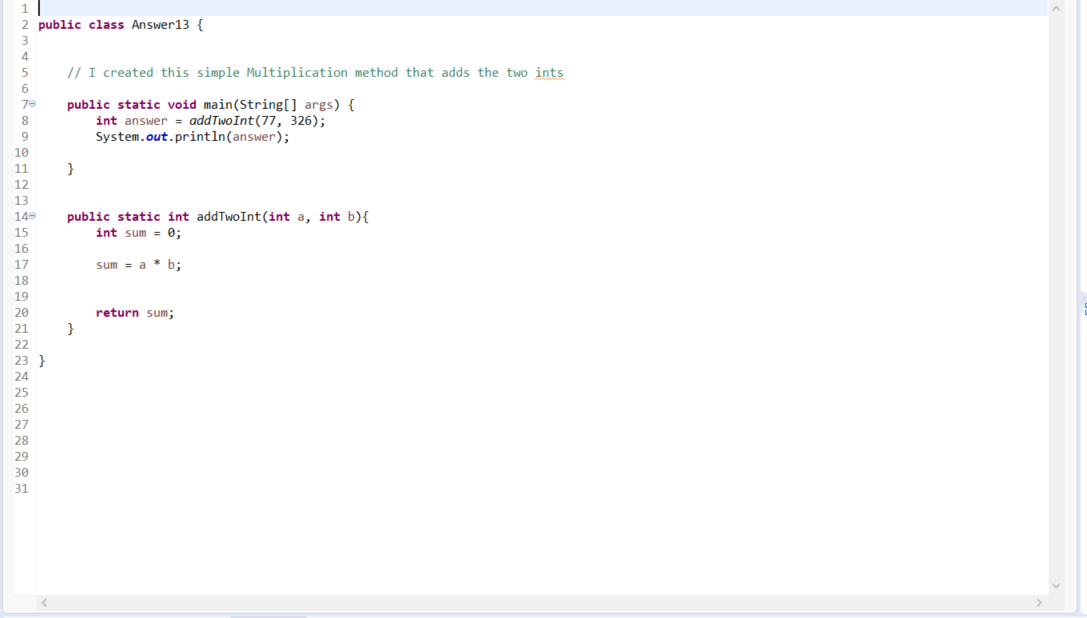 1
2 public class Answer13 {
3
4
5 // I created this simple Multiplication method that adds the two ints
6
7 public static void main(String[] args) {
8 int answer = addTwoInt(77, 326);
9 System.out.println(answer);
10
11 }
12
13
14 public static int addTwoInt(int a, int b){
15 int sum = 0;
16
17 sum = a * b;
18
19
20 return sum;
21 }
22
23 }
24
25
26
27
28
29
30
31